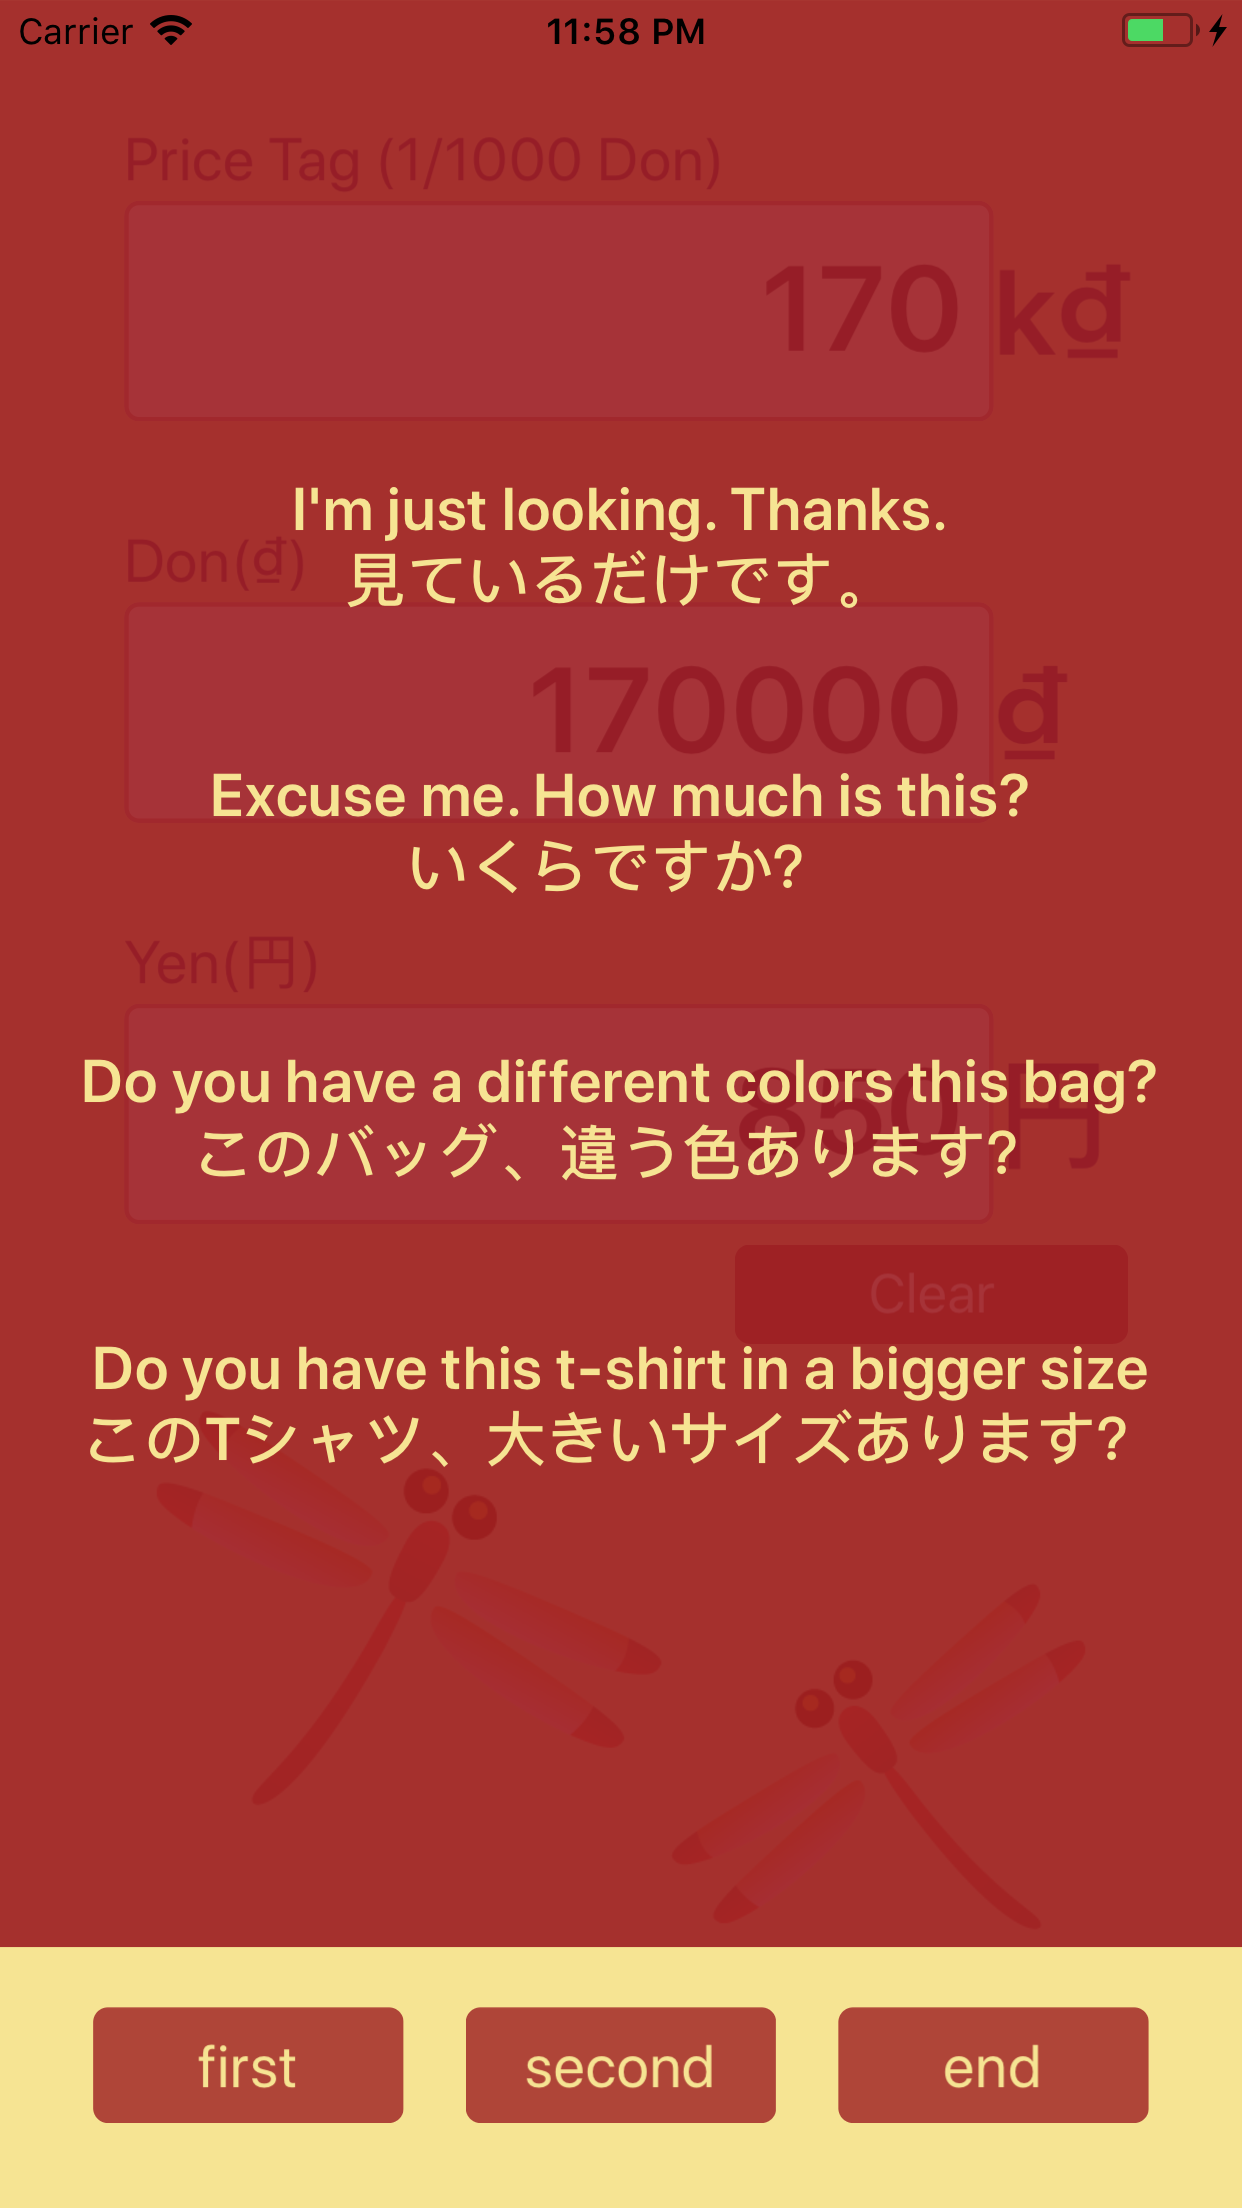 Carrier
11:58 PM
Price Tag (1/1000 Don)
170 kđ
I'm just looking. Thanks.
Don(₫)
見ているだけです。
170000 ₫
Excuse me. How much is this?
いくらですか?
Yen(円)
Do you have a different colors this bag?
850 円
このバッグ、違う色あります?
Clear
Do you have this t-shirt in a bigger size
このTシャツ、大きいサイズあります?
first
second
end